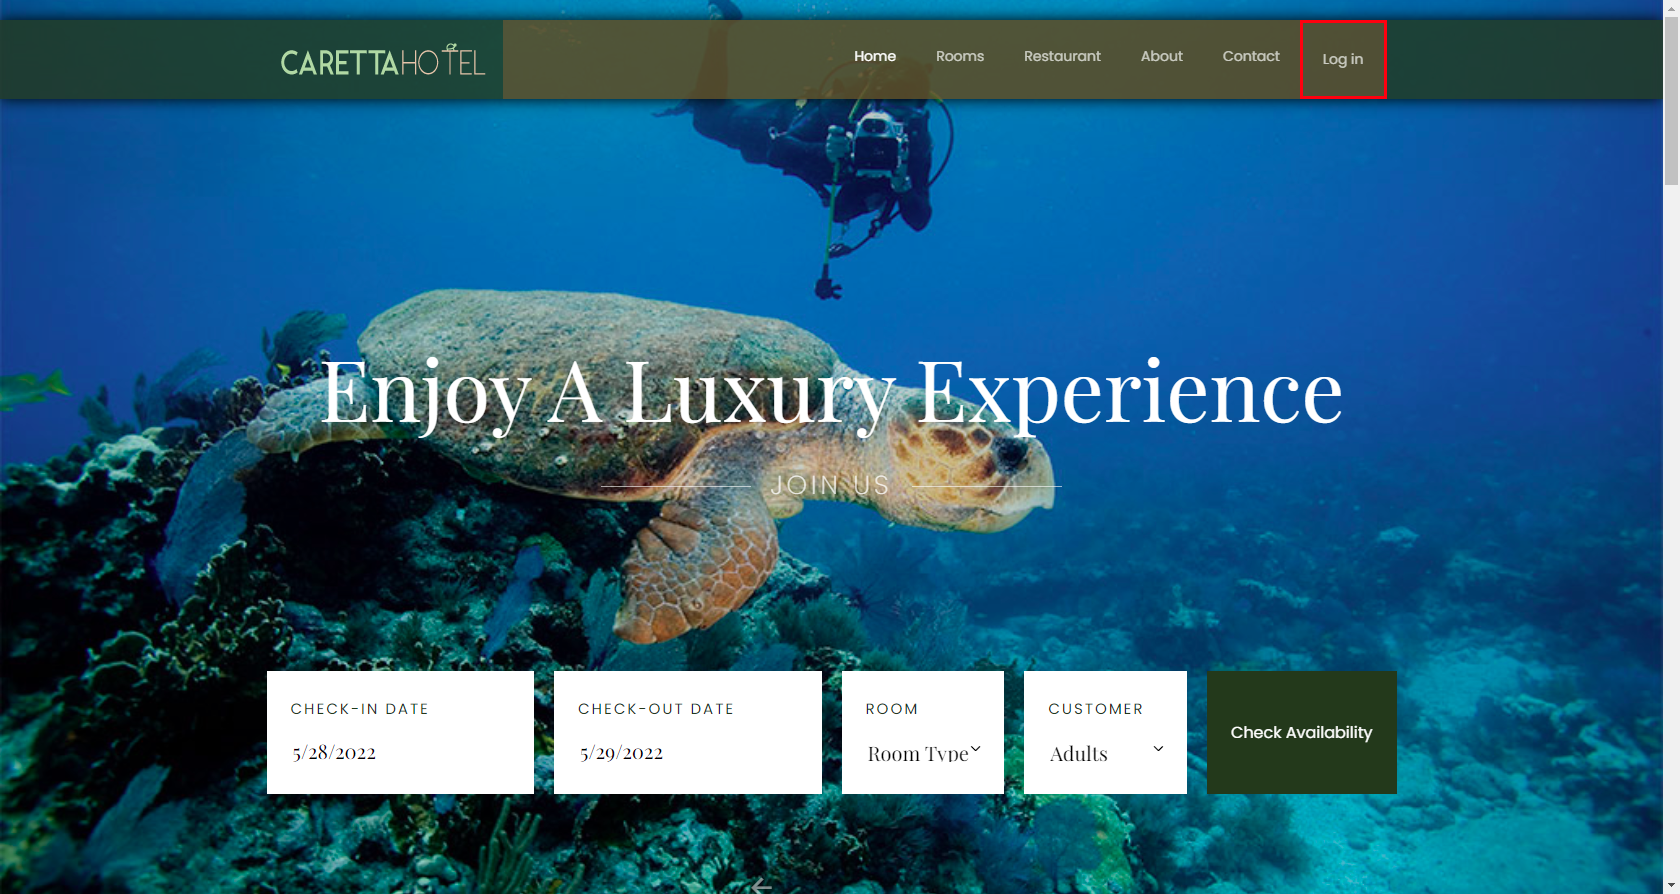 CARETTAHOTEL
Home Rooms Restaurant About Contact Log in
Enjoy A Luxury Experience
JOIN US
CHECK-IN DATE CHECK-OUT DATE ROOM CUSTOMER
5/28/2022 5/29/2022 Room Type Adults
Check Availability